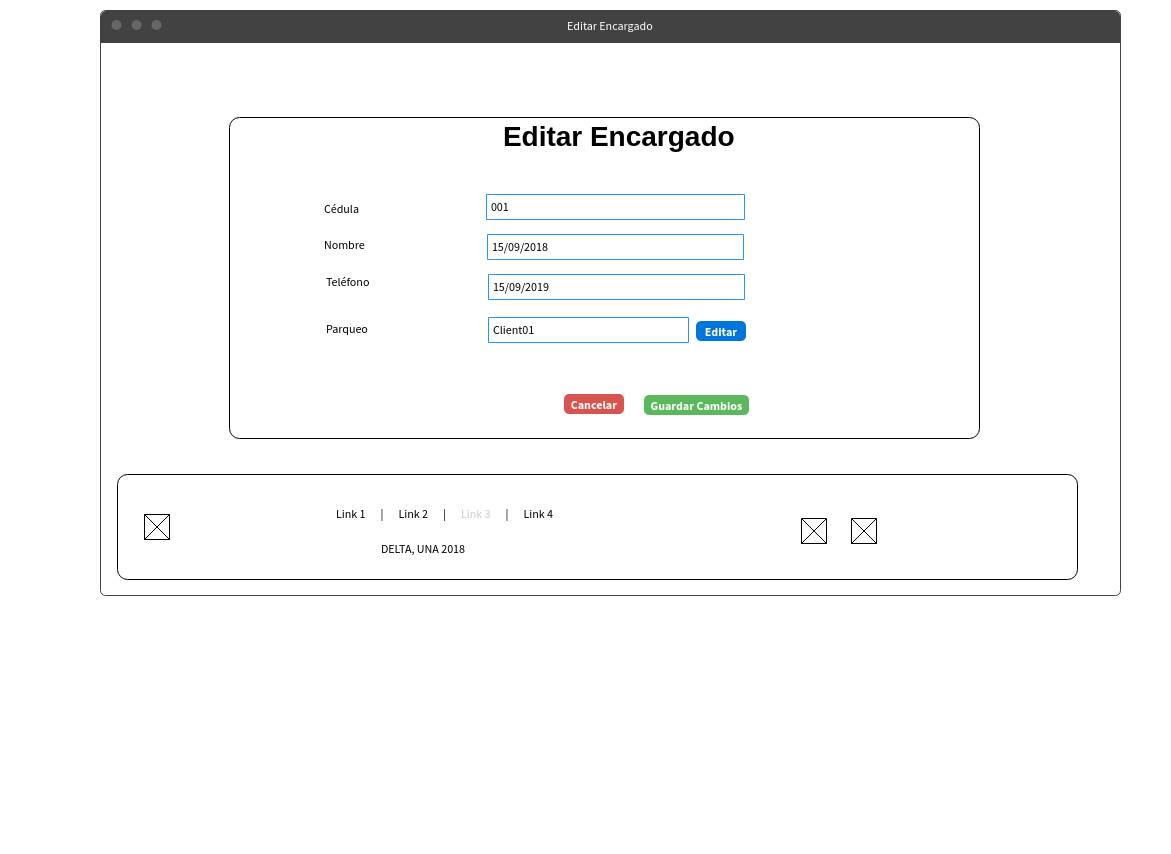 Editar Encargado
Editar Encargado
Cédula 001
Nombre 15/09/2018
Teléfono 15/09/2019
Parqueo Client01 Editar
Cancelar Guardar Cambios
Link 1 | Link 2 | Link 3 | Link 4
DELTA, UNA 2018